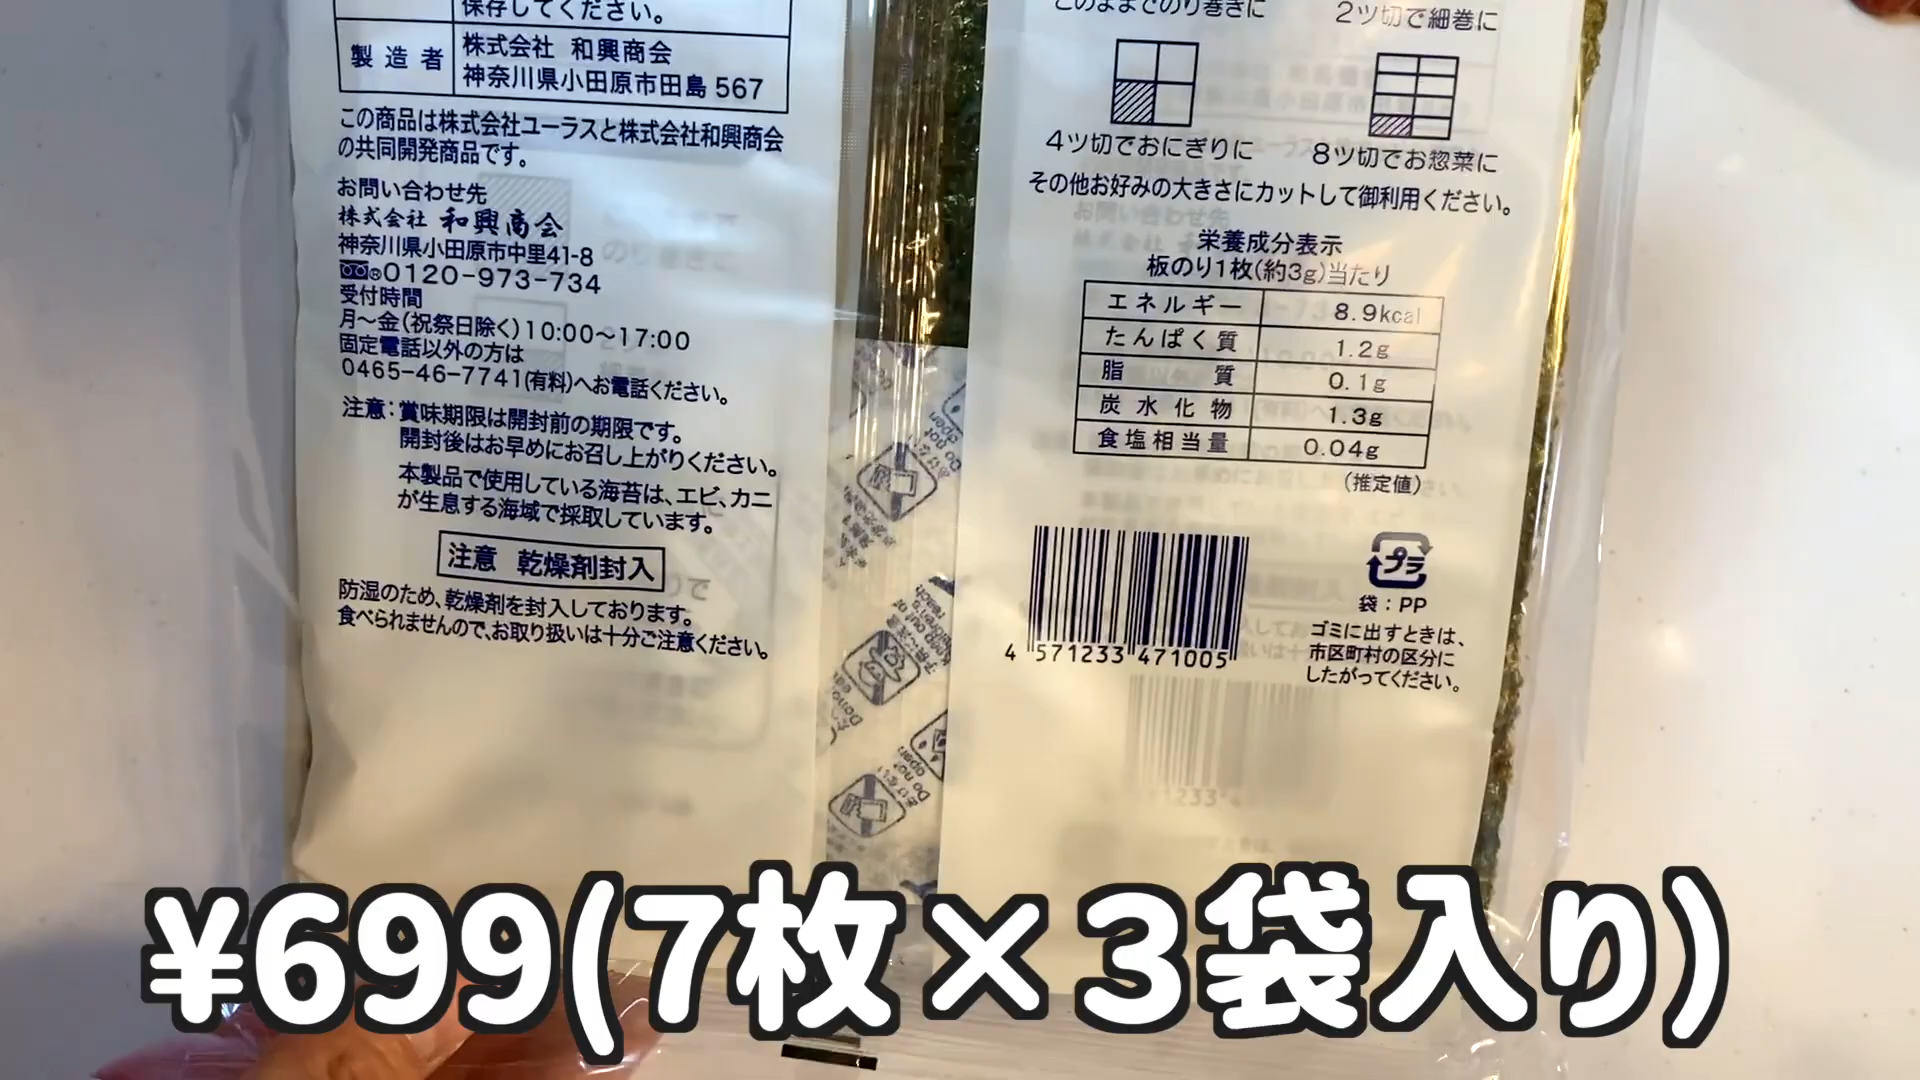 保存してください。
製造者
株式会社 和興商会
神奈川県小田原市田島567
この商品は株式会社ユーラスと株式会社和興商会
の共同開発商品です。
お問い合わせ先
株式会社 和興商会
神奈川県小田原市中里41-8
0120-973-734
受付時間
月〜金(祝祭日除く)10:00〜17:00
固定電話以外の方は
0465-46-7741(有料)へお電話ください。
注意:賞味期限は開封前の期限です。
開封後はお早めにお召し上がりください。
本製品で使用している海苔は、エビ、カニ
が生息する海域で採取しています。
注意 乾燥剤封入
防湿のため、乾燥剤を封入しております。
食べられませんので、お取り扱いは十分ご注意ください。
このままでのり巻きに
2ツ切で細巻に
4ツ切でおにぎりに
8ツ切でお惣菜に
その他お好みの大きさにカットして御利用ください。
栄養成分表示
板のり1枚(約3g)当たり
エネルギー 8.9kcal
たんぱく質 1.2g
脂質 0.1g
炭水化物 1.3g
食塩相当量 0.04g
(推定値)
4 571233 471005
プラ
袋:PP
ゴミに出すときは、
市区町村の区分に
したがってください。
Do not open
¥699(7枚×3袋入り)